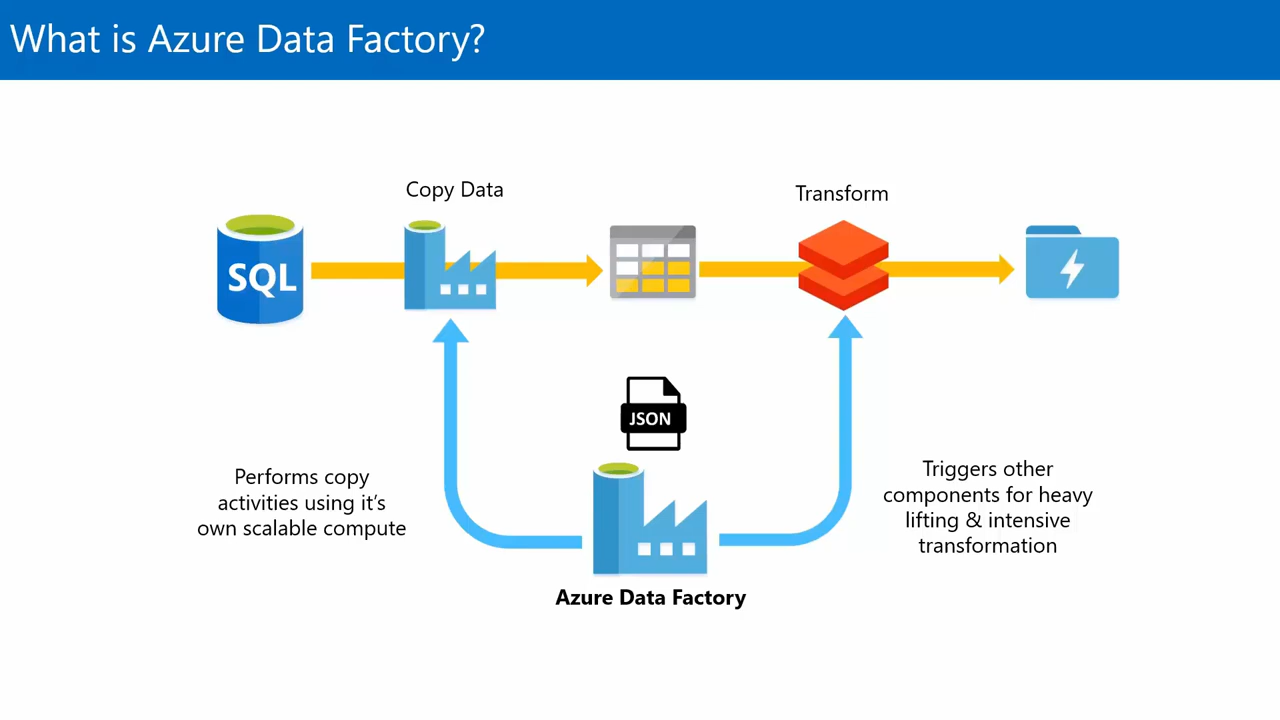 What is Azure Data Factory?
Copy Data
Transform
SQL
JSON
Performs copy
activities using it's
own scalable compute
Triggers other
components for heavy
lifting & intensive
transformation
Azure Data Factory